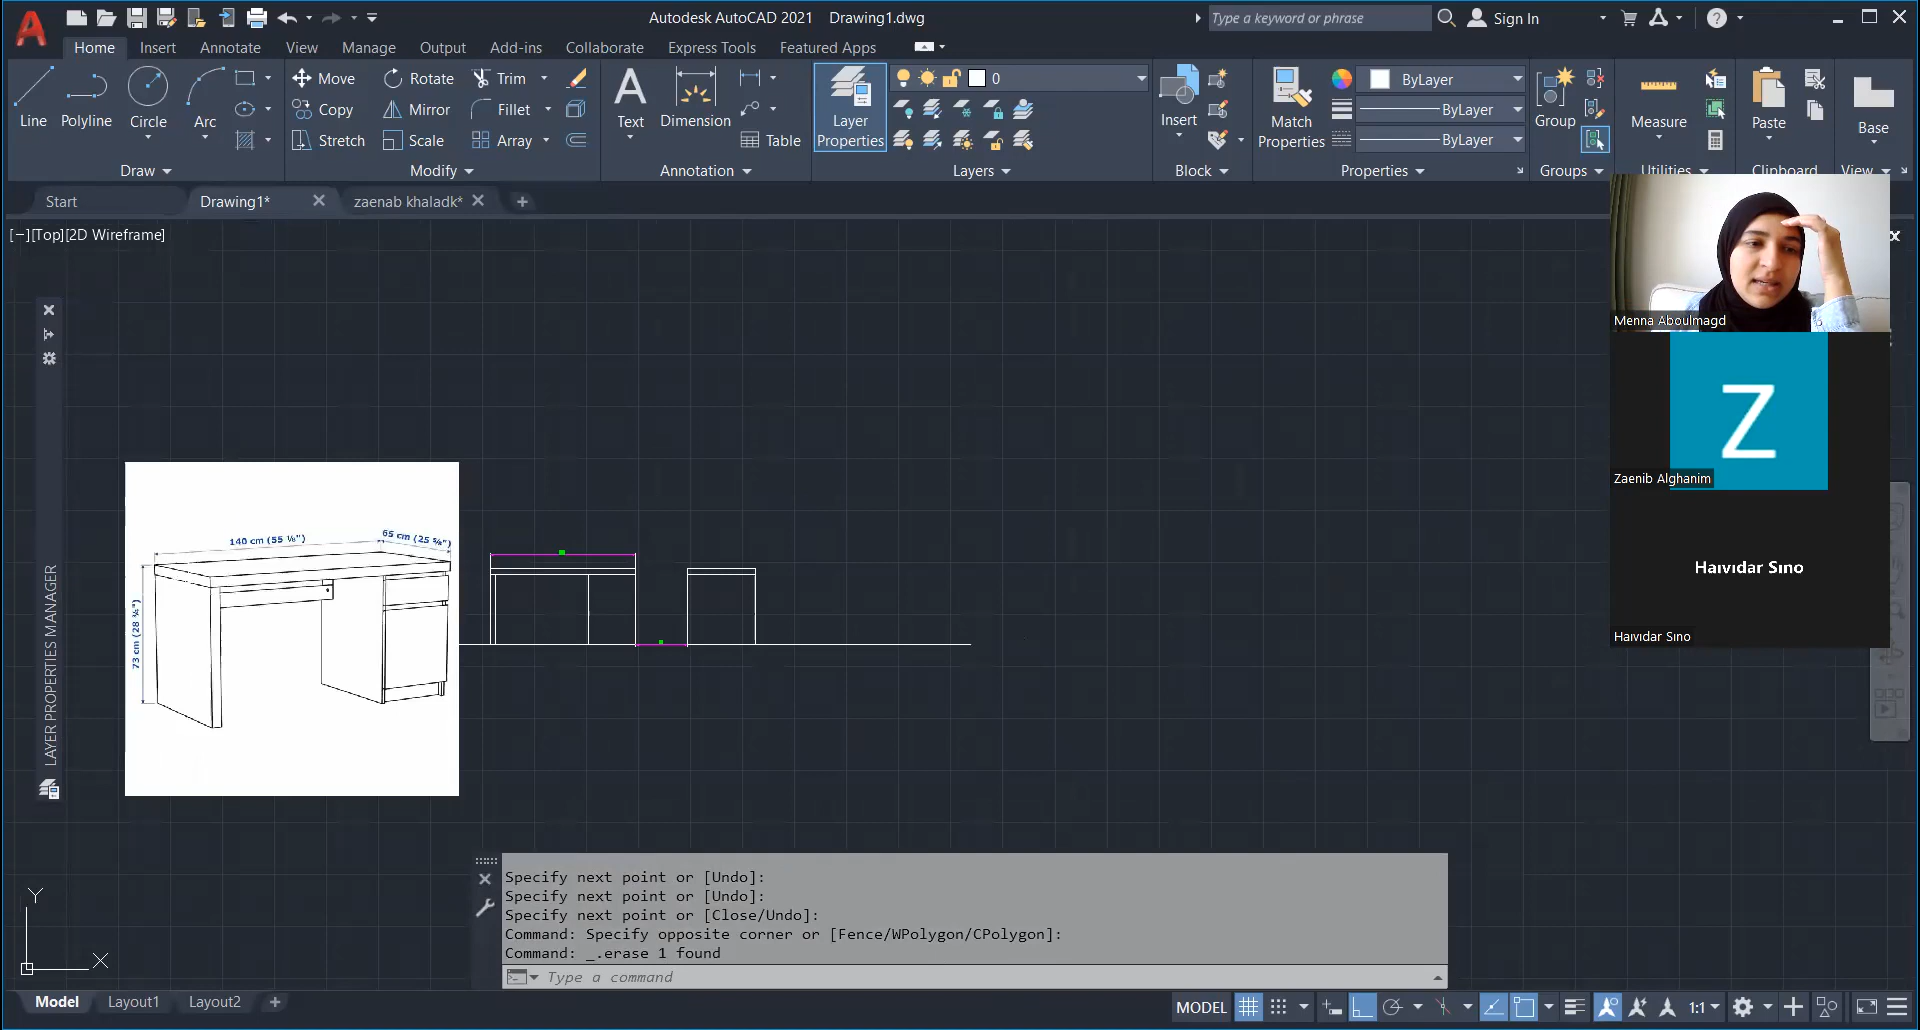 Autodesk AutoCAD 2021 Drawing1.dwg
Type a keyword or phrase
Sign In
Home Insert Annotate View Manage Output Add-ins Collaborate Express Tools Featured Apps
Line
Polyline
Circle
Arc
Draw
Move
Copy
Stretch
Rotate
Mirror
Scale
Trim
Fillet
Array
Modify
Text
Dimension
Table
Annotation
Layer
Properties
0
Layers
Insert
Block
Match
Properties
ByLayer
ByLayer
ByLayer
Properties
Group
Groups
Measure
Utilities
Paste
Clipboard
Base
View
Start
Drawing1*
zaenab khaladk*
[−][Top][2D Wireframe]
LAYER PROPERTIES MANAGER
140 cm (55 ⅛")
65 cm (25 ⅝")
73 cm (28 ¾")
Menna Aboulmagd
Z
Zaenib Alghanim
Haıvıdar Sıno
Haıvıdar Sıno
Specify next point or [Undo]:
Specify next point or [Undo]:
Specify next point or [Close/Undo]:
Command: Specify opposite corner or [Fence/WPolygon/CPolygon]:
Command: _.erase 1 found
Type a command
Y
X
Model Layout1 Layout2
MODEL
1:1